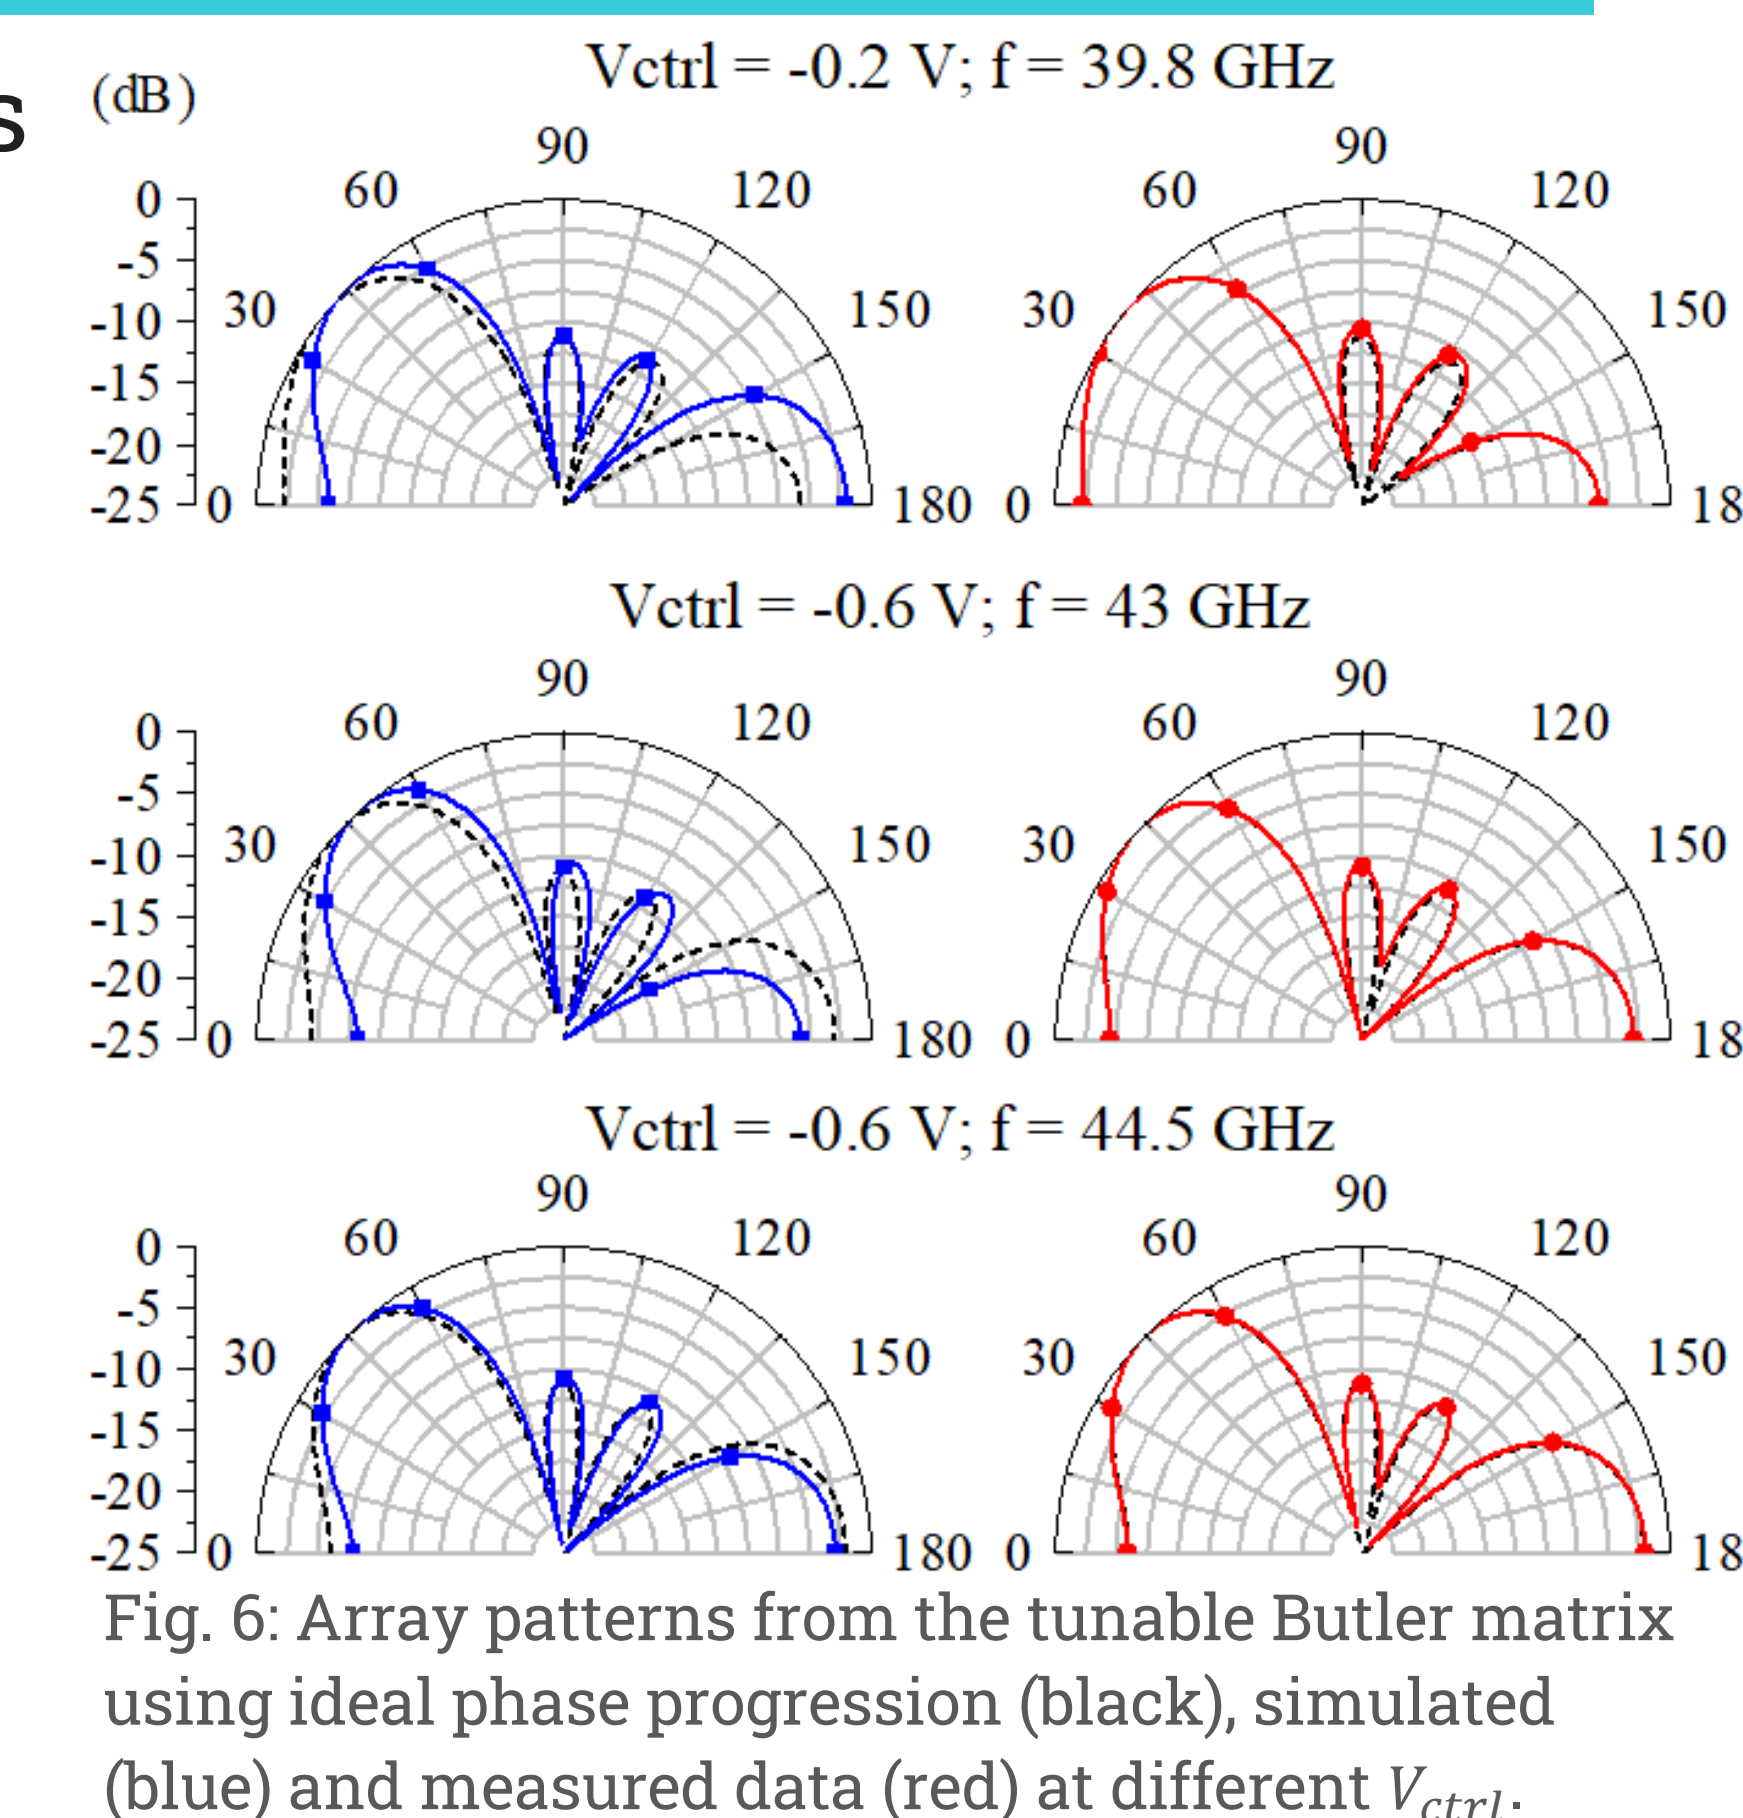 s
(dB)
Vctrl = -0.2 V; f = 39.8 GHz
90 90
60 120 60 120
0
-5
30 150 30 150
-10
-15
-20
-25 0 180 0 18
Vctrl = -0.6 V; f = 43 GHz
90 90
60 120 60 120
0
-5
30 150 30 150
-10
-15
-20
-25 0 180 0 18
Vctrl = -0.6 V; f = 44.5 GHz
90 90
60 120 60 120
0
-5
30 150 30 150
-10
-15
-20
-25 0 180 0 18
Fig. 6: Array patterns from the tunable Butler matrix
using ideal phase progression (black), simulated
(blue) and measured data (red) at different Vctrl.